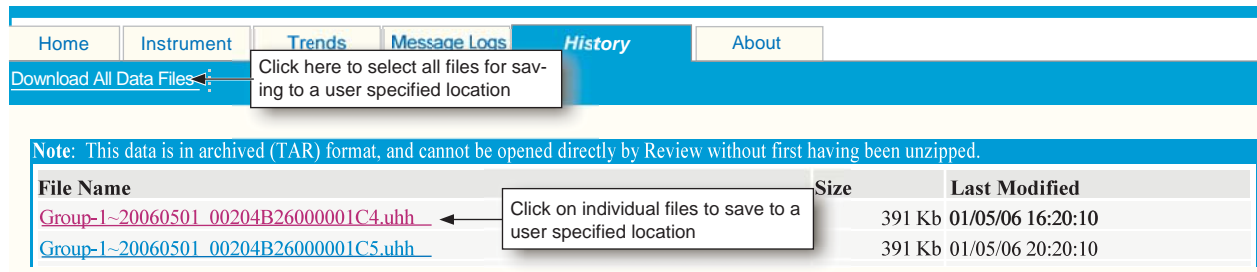 Home Instrument Trends Message Logs History About
Download All Data Files
Click here to select all files for sav-
ing to a user specified location
Note: This data is in archived (TAR) format, and cannot be opened directly by Review without first having been unzipped.
File Name Size Last Modified
Group-1~20060501_00204B26000001C4.uhh 391 Kb 01/05/06 16:20:10
Click on individual files to save to a
user specified location
Group-1~20060501_00204B26000001C5.uhh 391 Kb 01/05/06 20:20:10